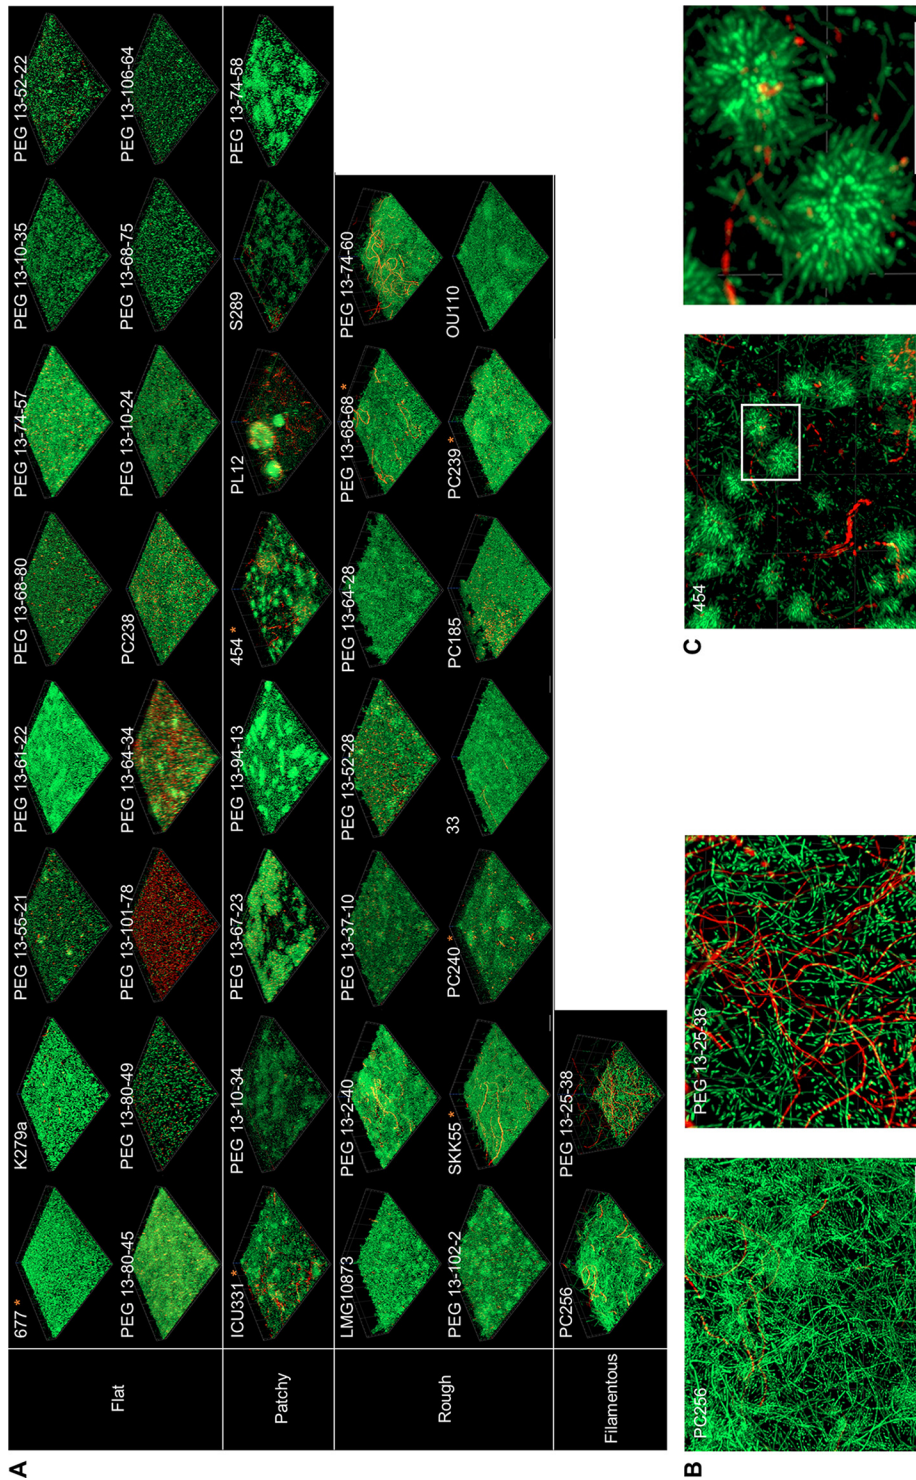 A
Flat
677 *
K279a
PEG 13-55-21
PEG 13-61-22
PEG 13-68-80
PEG 13-74-57
PEG 13-10-35
PEG 13-52-22
PEG 13-80-45
PEG 13-80-49
PEG 13-101-78
PEG 13-64-34
PC238
PEG 13-10-24
PEG 13-68-75
PEG 13-106-64
Patchy
ICU331 *
PEG 13-10-34
PEG 13-67-23
PEG 13-94-13
454 *
PL12
S289
PEG 13-74-58
Rough
LMG10873
PEG 13-2-40
PEG 13-37-10
PEG 13-52-28
PEG 13-64-28
PEG 13-68-68 *
PEG 13-74-60
PEG 13-102-2
SKK55 *
PC240 *
33
PC185
PC239 *
OU110
Filamentous
PC256
PEG 13-25-38
B
PC256
PEG 13-25-38
C
454